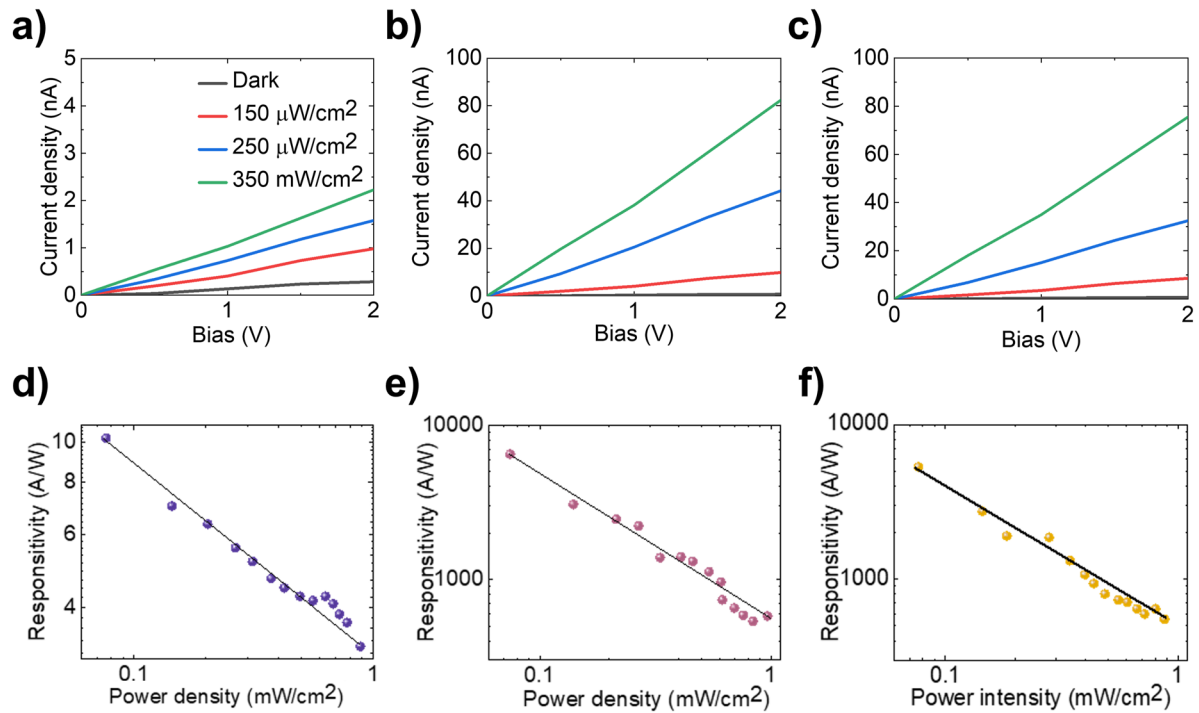 a)
Current density (nA)
5
4
3
2
1
0
Dark
150 μW/cm2
250 μW/cm2
350 mW/cm2
0
1
2
Bias (V)
b)
Current density (nA)
100
80
60
40
20
0
0
1
2
Bias (V)
c)
Current density (nA)
100
80
60
40
20
0
0
1
2
Bias (V)
d)
Responsivity (A/W)
10
8
6
4
0.1
1
Power density (mW/cm2)
e)
Responsivity (A/W)
10000
1000
0.1
1
Power density (mW/cm2)
f)
Responsivity (A/W)
10000
1000
0.1
1
Power intensity (mW/cm2)